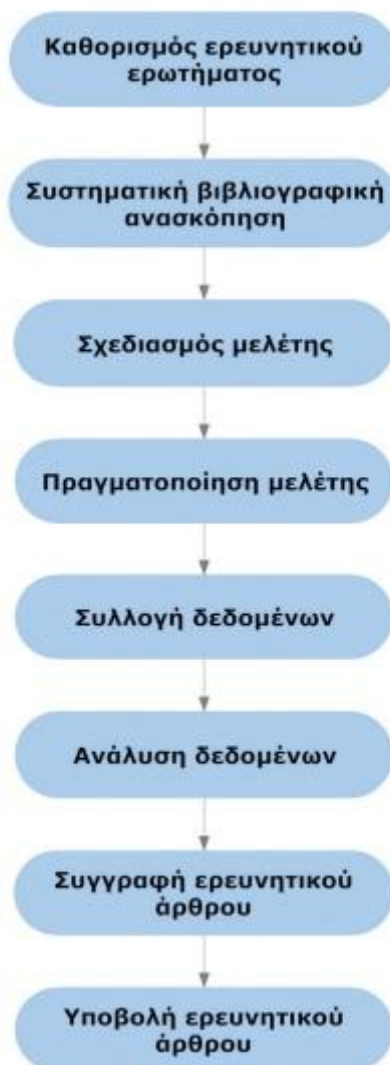 Καθορισμός ερευνητικού
ερωτήματος
Συστηματική βιβλιογραφική
ανασκόπηση
Σχεδιασμός μελέτης
Πραγματοποίηση μελέτης
Συλλογή δεδομένων
Ανάλυση δεδομένων
Συγγραφή ερευνητικού
άρθρου
Υποβολή ερευνητικού
άρθρου